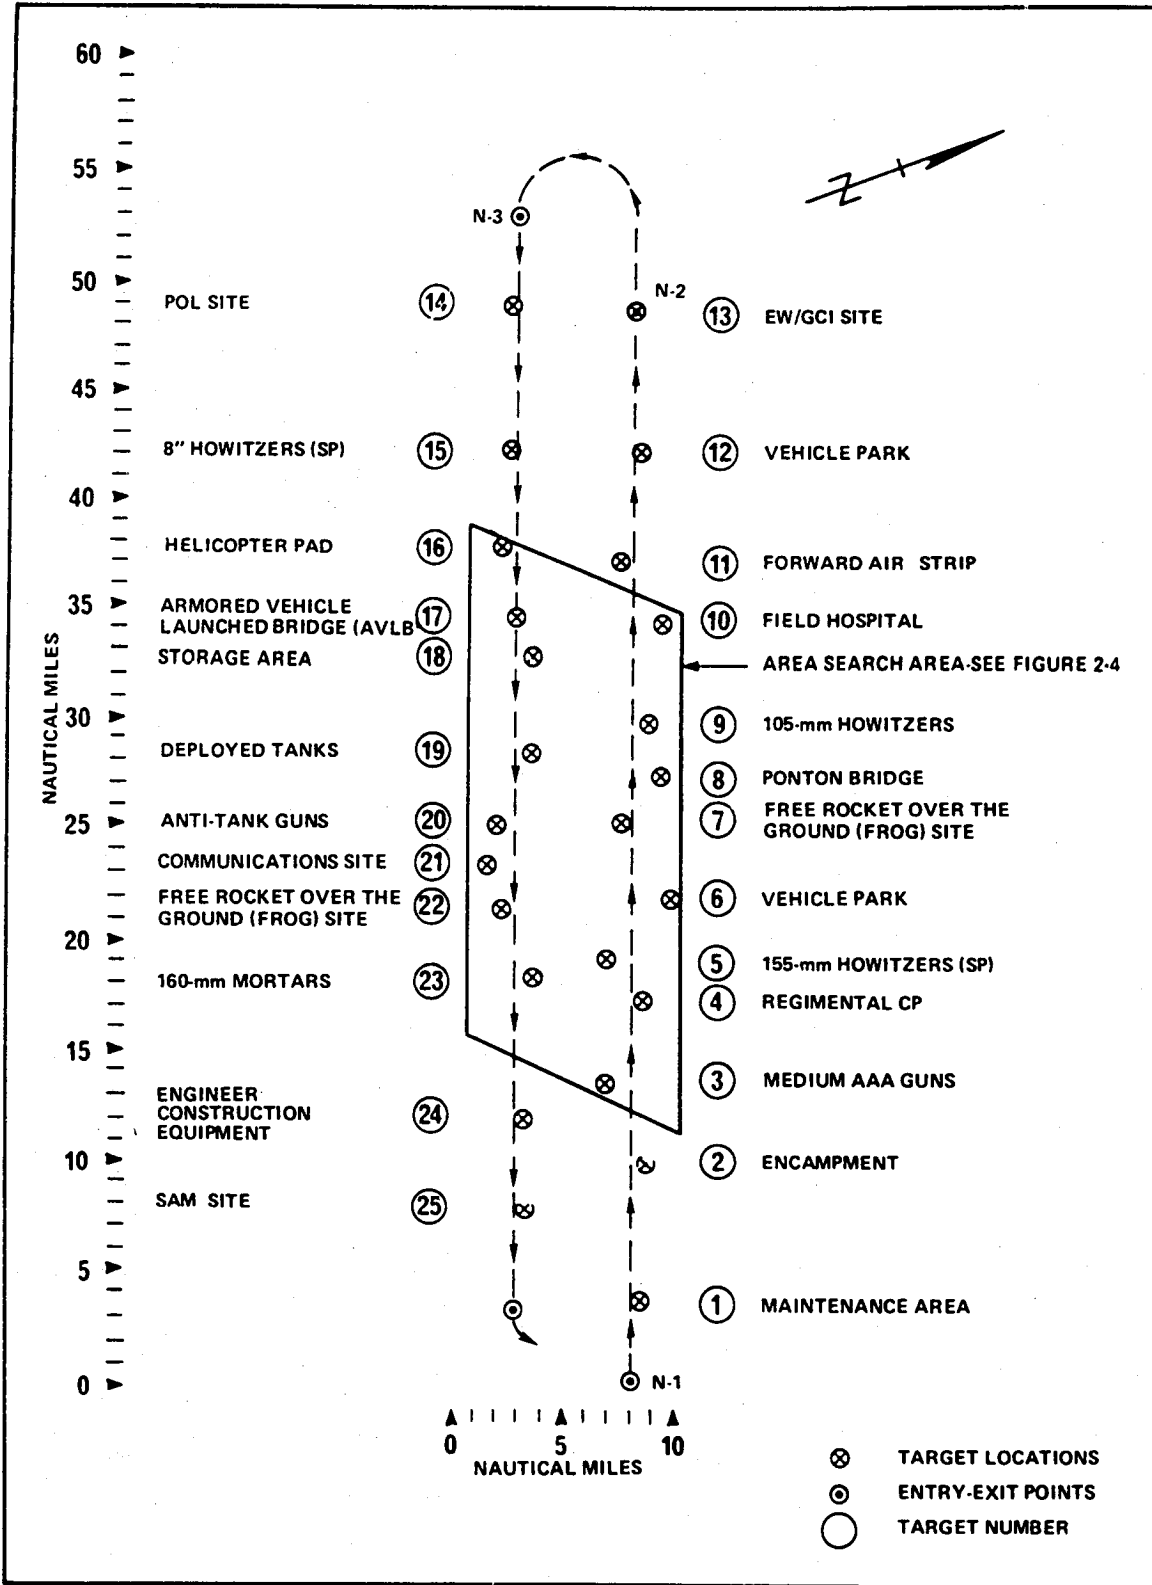 60
55
50
45
40
35
30
25
20
15
10
5
0
NAUTICAL MILES
N
N-3
N-2
POL SITE
14
13
EW/GCI SITE
8" HOWITZERS (SP)
15
12
VEHICLE PARK
HELICOPTER PAD
16
11
FORWARD AIR STRIP
ARMORED VEHICLE
LAUNCHED BRIDGE (AVLB
17
10
FIELD HOSPITAL
STORAGE AREA
18
AREA SEARCH AREA-SEE FIGURE 2-4
9
105-mm HOWITZERS
DEPLOYED TANKS
19
8
PONTON BRIDGE
ANTI-TANK GUNS
20
7
FREE ROCKET OVER THE
GROUND (FROG) SITE
COMMUNICATIONS SITE
21
FREE ROCKET OVER THE
GROUND (FROG) SITE
22
6
VEHICLE PARK
160-mm MORTARS
23
5
155-mm HOWITZERS (SP)
4
REGIMENTAL CP
3
MEDIUM AAA GUNS
ENGINEER
CONSTRUCTION
EQUIPMENT
24
2
ENCAMPMENT
SAM SITE
25
1
MAINTENANCE AREA
N-1
0 5 10
NAUTICAL MILES
TARGET LOCATIONS
ENTRY-EXIT POINTS
TARGET NUMBER